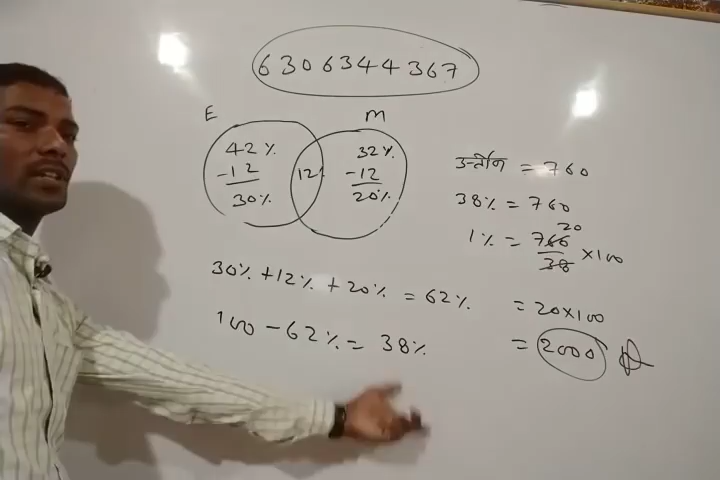 6306344367
E M
42% 12 32%
-12 -12
30% 20%
उत्तीर्ण = 760
38% = 760
20
1% = 760/38 ×100
30% +12% + 20% = 62%
= 20×100
100 - 62% = 38%
= 2000